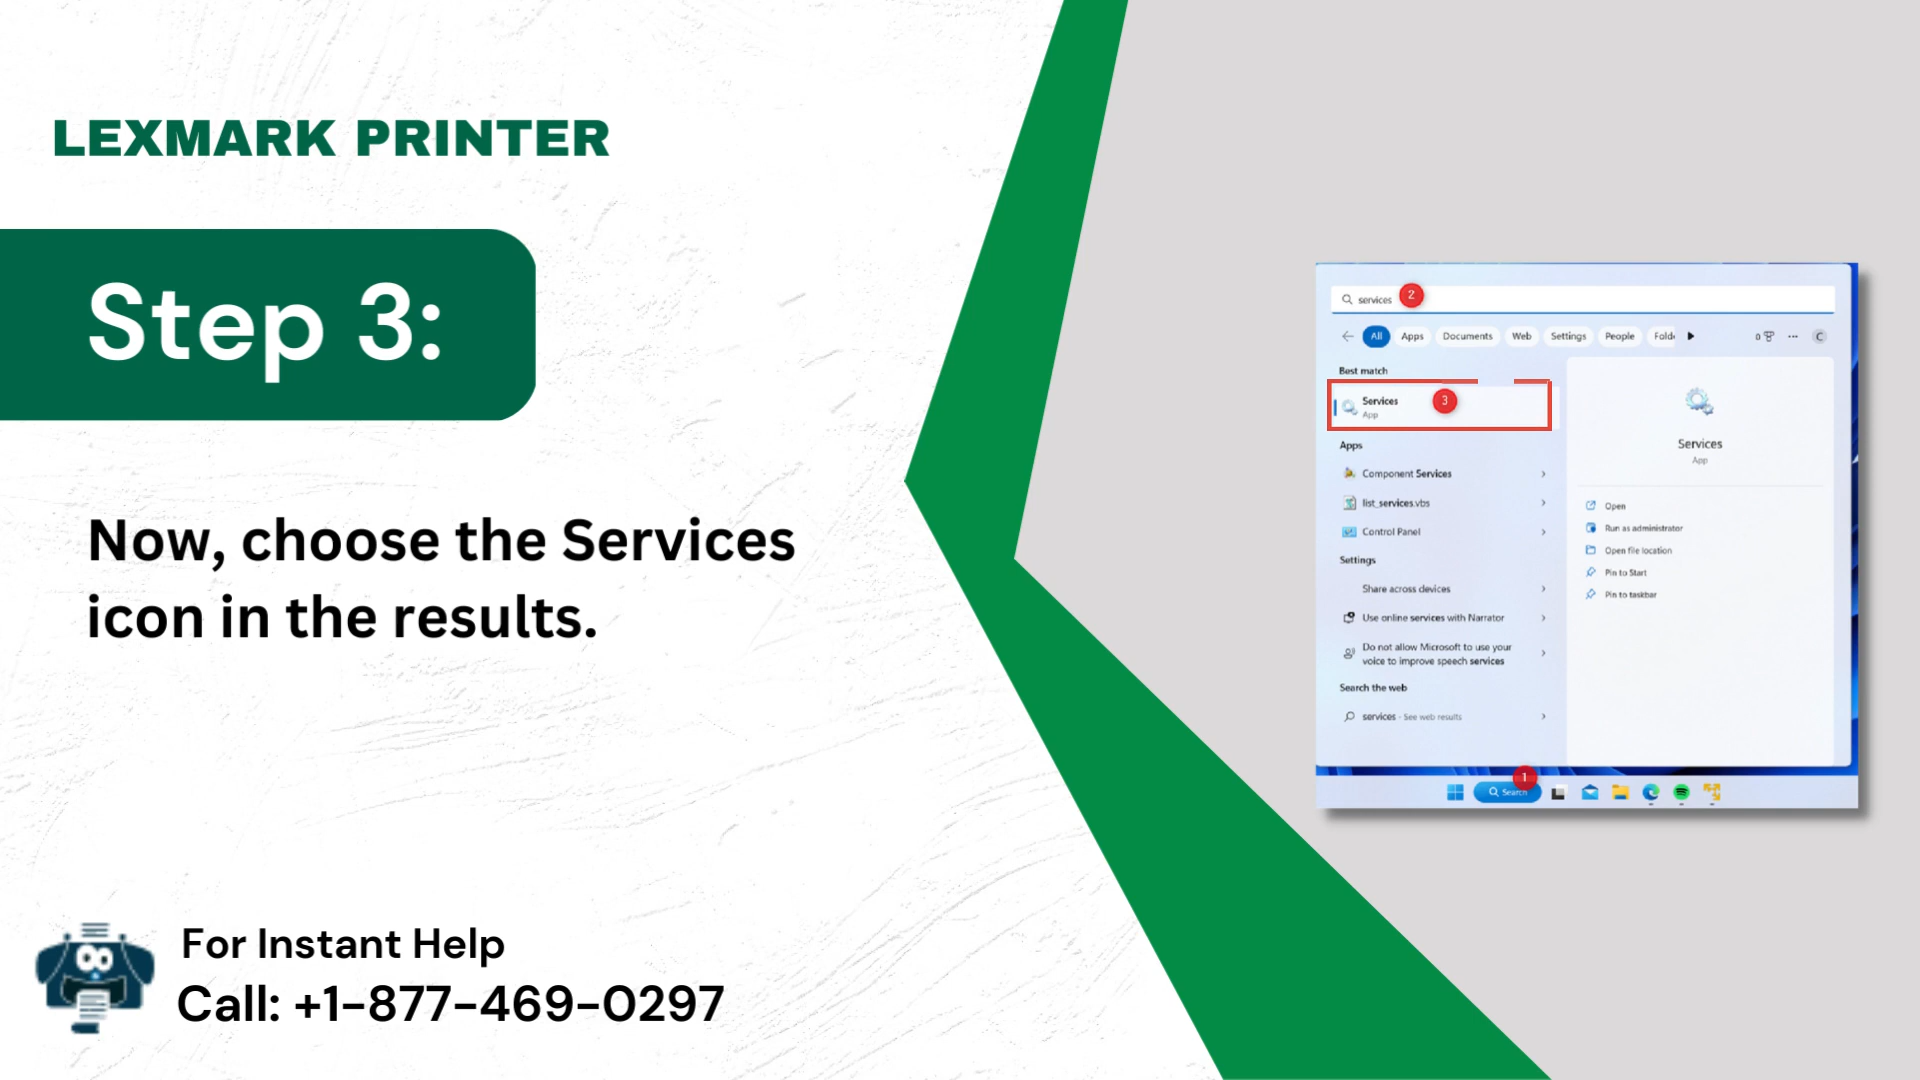 LEXMARK PRINTER
Step 3:
Now, choose the Services
icon in the results.
For Instant Help
Call: +1-877-469-0297
services 2
All Apps Documents Web Settings People 0 ... C
Best match
Services 3
App
Apps
Component Services
list_services.vbs
Control Panel
Settings
Share across devices
Use online services with Narrator
Do not allow Microsoft to use your
voice to improve speech services
Search the web
services - See web results
Services
App
Open
Run as administrator
Open file location
Pin to Start
Pin to taskbar
1
Search